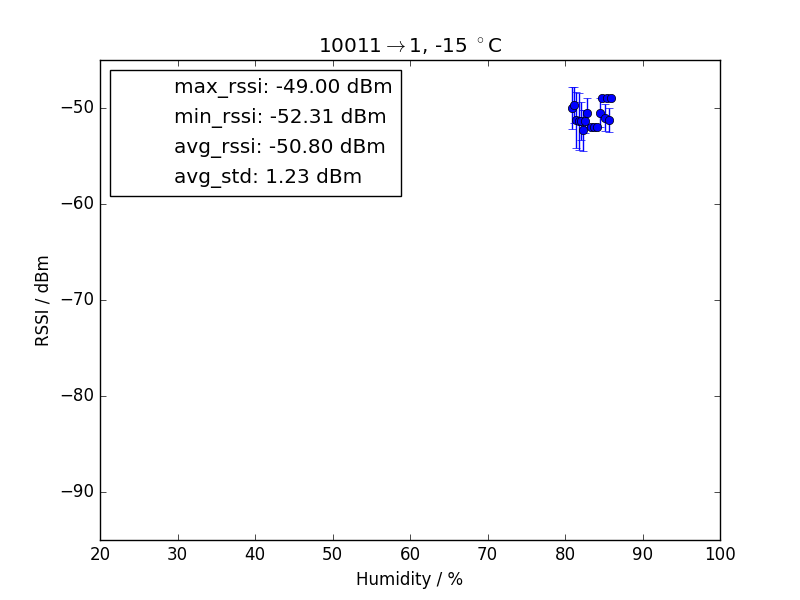 10011→1, -15 °C
max_rssi: -49.00 dBm
min_rssi: -52.31 dBm
avg_rssi: -50.80 dBm
avg_std: 1.23 dBm
RSSI / dBm
−50
−60
−70
−80
−90
20 30 40 50 60 70 80 90 100
Humidity / %